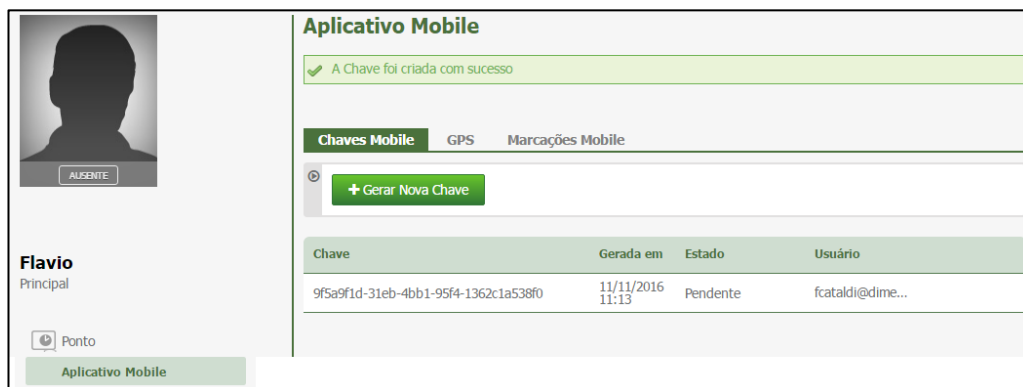 AUSENTE
Flavio
Principal
Ponto
Aplicativo Mobile
Aplicativo Mobile
A Chave foi criada com sucesso
Chaves Mobile GPS Marcações Mobile
+ Gerar Nova Chave
Chave Gerada em Estado Usuário
9f5a9f1d-31eb-4bb1-95f4-1362c1a538f0 11/11/2016 11:13 Pendente fcataldi@dime...